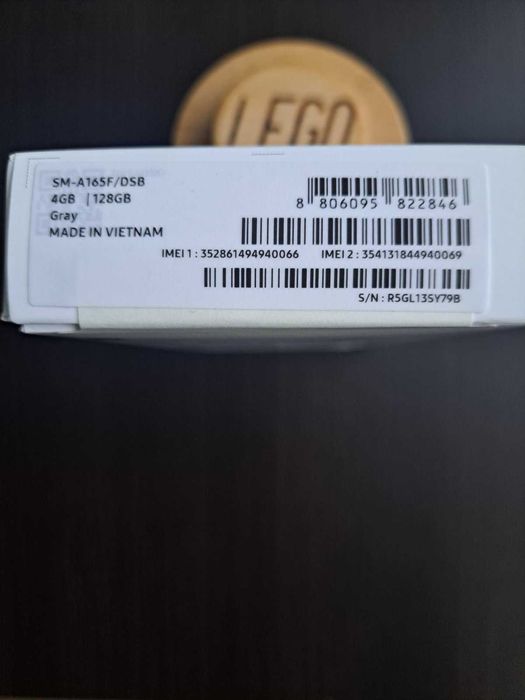 LEGO
SM-A165F/DSB
4GB | 128GB
Gray
MADE IN VIETNAM
8 806095 822846
IMEI 1 : 352861494940066 IMEI 2 : 354131844940069
S/N : R5GL13SY79B